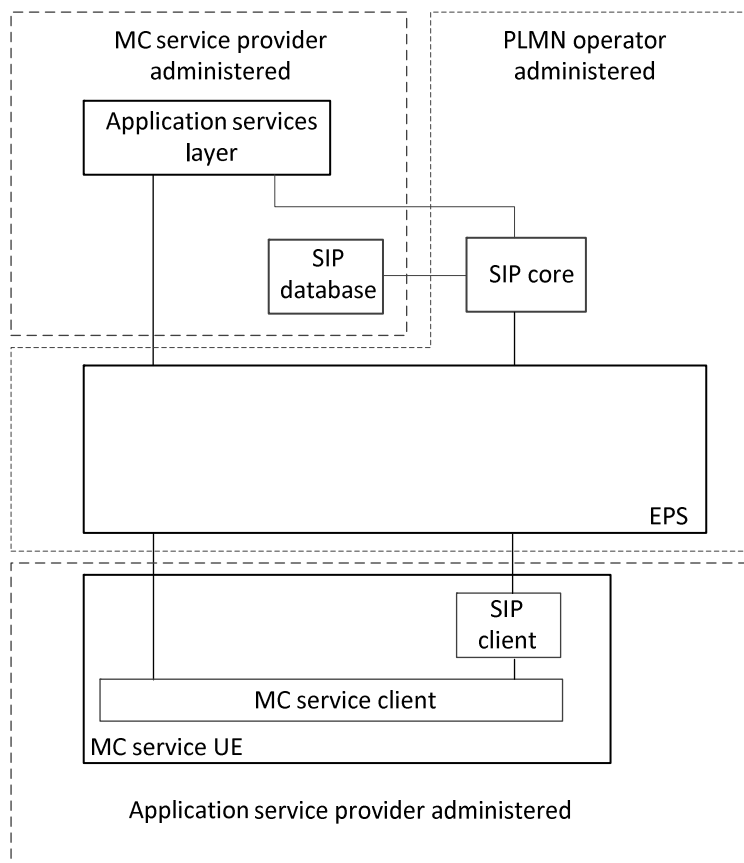 MC service provider
administered
PLMN operator
administered
Application services
layer
SIP
database
SIP core
EPS
SIP
client
MC service client
MC service UE
Application service provider administered